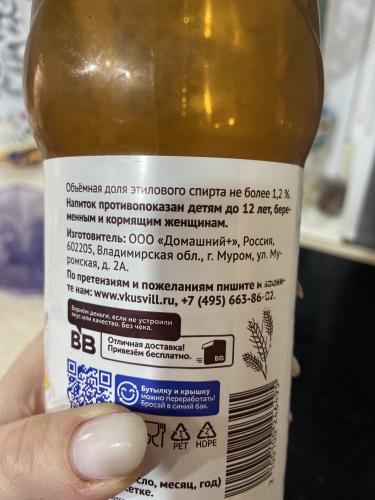 Объёмная доля этилового спирта не более 1,2 %.
Напиток противопоказан детям до 12 лет, бере-
менным и кормящим женщинам.
Изготовитель: ООО «Домашний+», Россия,
602205, Владимирская обл., г. Муром, ул. Му-
ромская, д. 2А.
По претензиям и пожеланиям пишите и звони-
те нам: www.vkusvill.ru, +7 (495) 663-86-02.
Вернём деньги, если не устроили
вкус или качество. Без чека.
ВВ
Отличная доставка!
Привезём бесплатно.
Бутылку и крышку
можно переработать!
Бросай в синий бак.
PET
HDPE
сло, месяц, год)
кетке.